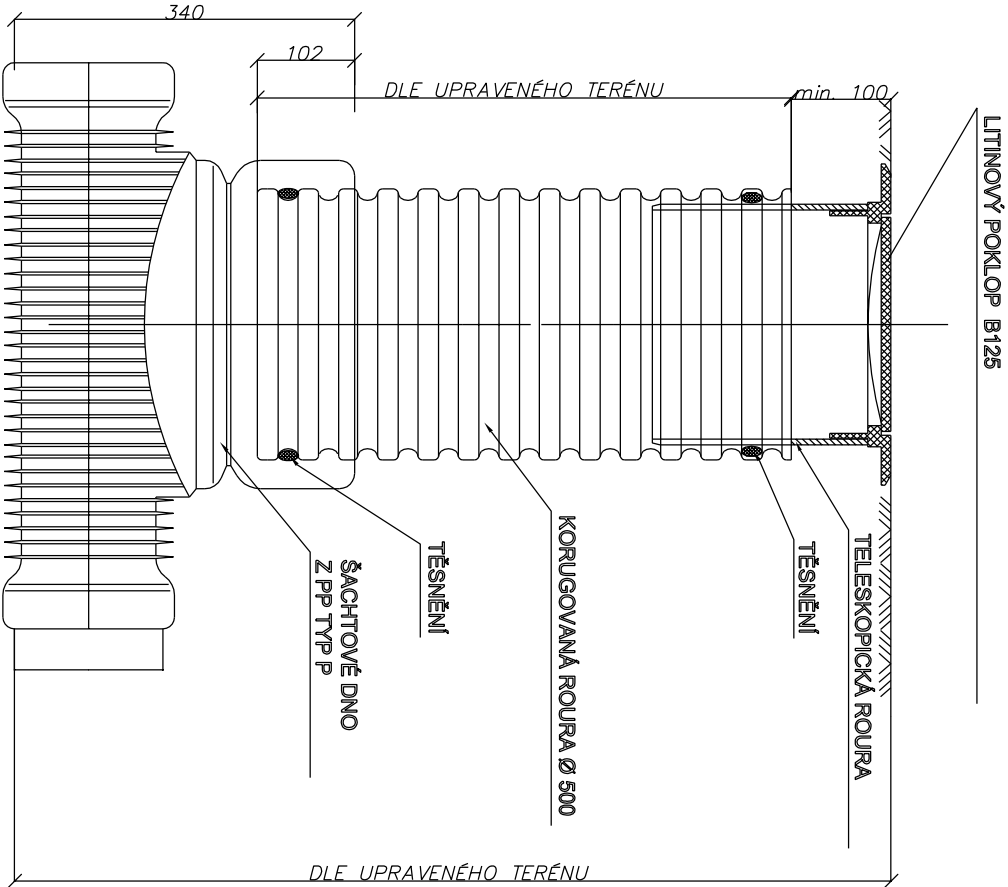 340
102
DLE UPRAVENÉHO TERÉNU
min. 100
LITINOVÝ POKLOP B125
TELESKOPICKÁ ROURA
TĚSNĚNÍ
KORUGOVANÁ ROURA Ø 500
TĚSNĚNÍ
ŠACHTOVÉ DNO
Z PP TYP P
DLE UPRAVENÉHO TERÉNU